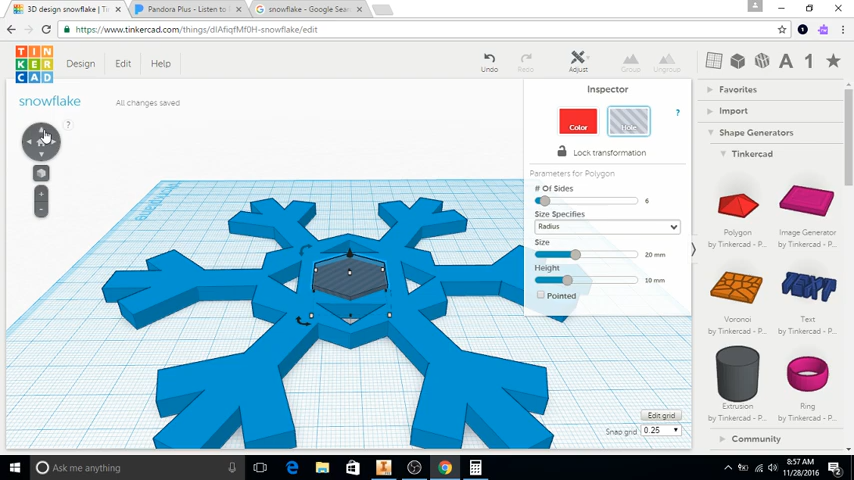 3D design snowflake | Tin
Pandora Plus - Listen to
snowflake - Google Sea
https://www.tinkercad.com/things/dIAfiqfMf0H-snowflake/edit
TIN
KER
CAD
Design
Edit
Help
Undo
Redo
Adjust
Group
Ungroup
snowflake
All changes saved
?
Inspector
Color
Hole
?
Lock transformation
Parameters for Polygon
# Of Sides
6
Size Specifies
Radius
Size
20 mm
Height
10 mm
Pointed
Favorites
Import
Shape Generators
Tinkercad
Polygon
by Tinkercad - P...
Image Generator
by Tinkercad - P...
Voronoi
by Tinkercad - P...
Text
by Tinkercad - P...
Extrusion
by Tinkercad - P...
Ring
by Tinkercad - P...
Community
Workplane
Edit grid
Snap grid
0.25
Ask me anything
8:57 AM
11/28/2016